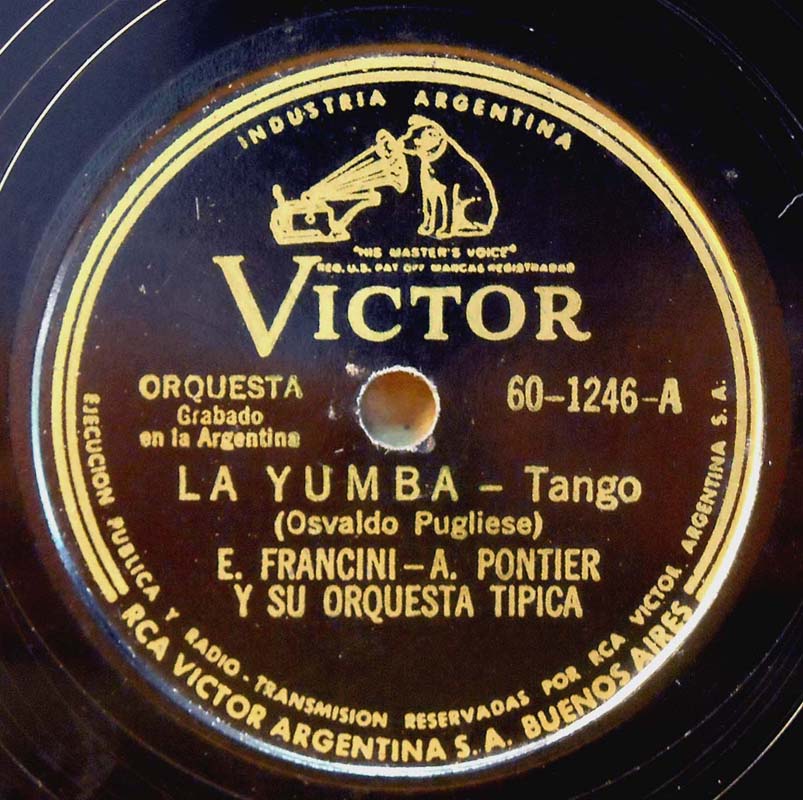 INDUSTRIA ARGENTINA
"HIS MASTER'S VOICE"
REG. U.S. PAT OFF MARCAS REGISTRADAS
VICTOR
ORQUESTA
Grabado
en la Argentina
60-1246-A
LA YUMBA - Tango
(Osvaldo Pugliese)
E. FRANCINI - A. PONTIER
Y SU ORQUESTA TIPICA
EJECUCION PUBLICA Y RADIO-TRANSMISION RESERVADAS POR RCA VICTOR ARGENTINA S.A.
RCA VICTOR ARGENTINA S.A. BUENOS AIRES